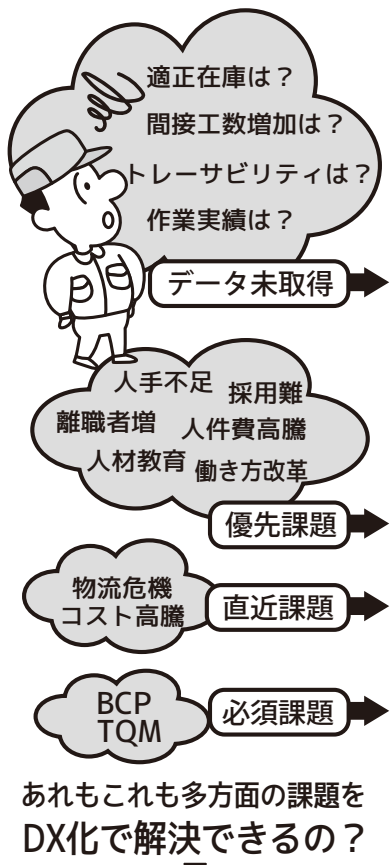 適正在庫は？
間接工数増加は？
トレーサビリティは？
作業実績は？
データ未取得
人手不足 採用難
離職者増 人件費高騰
人材教育 働き方改革
優先課題
物流危機
コスト高騰
直近課題
BCP
TQM
必須課題
あれもこれも多方面の課題を
DX化で解決できるの？